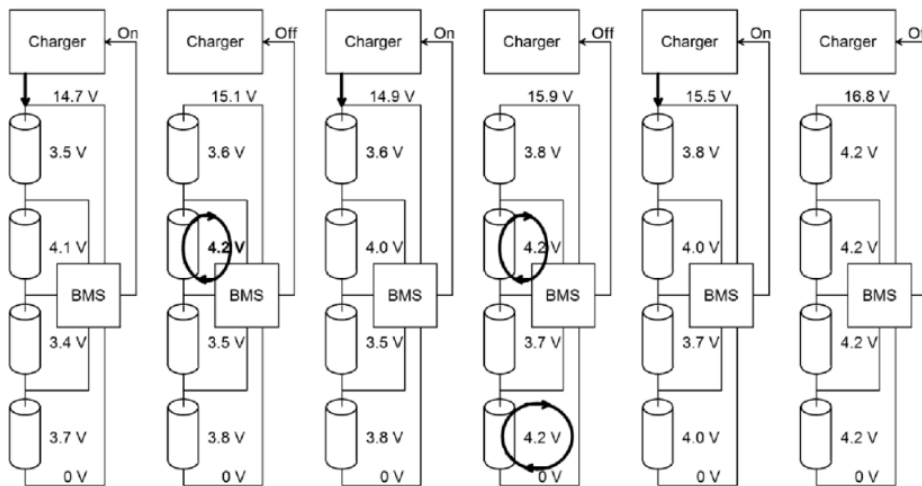 Charger
On
14.7 V
3.5 V
4.1 V
BMS
3.4 V
3.7 V
0 V
Charger
Off
15.1 V
3.6 V
4.2 V
BMS
3.5 V
3.8 V
0 V
Charger
On
14.9 V
3.6 V
4.0 V
BMS
3.5 V
3.8 V
0 V
Charger
Off
15.9 V
3.8 V
4.2 V
BMS
3.7 V
4.2 V
0 V
Charger
On
15.5 V
3.8 V
4.0 V
BMS
3.7 V
4.0 V
0 V
Charger
Of
16.8 V
4.2 V
4.2 V
BMS
4.2 V
4.2 V
0 V